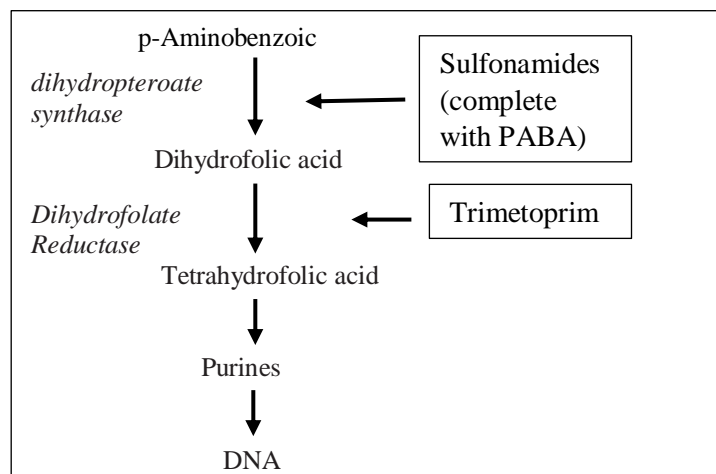 p-Aminobenzoic
dihydropteroate
synthase
Sulfonamides
(complete
with PABA)
Dihydrofolic acid
Dihydrofolate
Reductase
Trimetoprim
Tetrahydrofolic acid
Purines
DNA